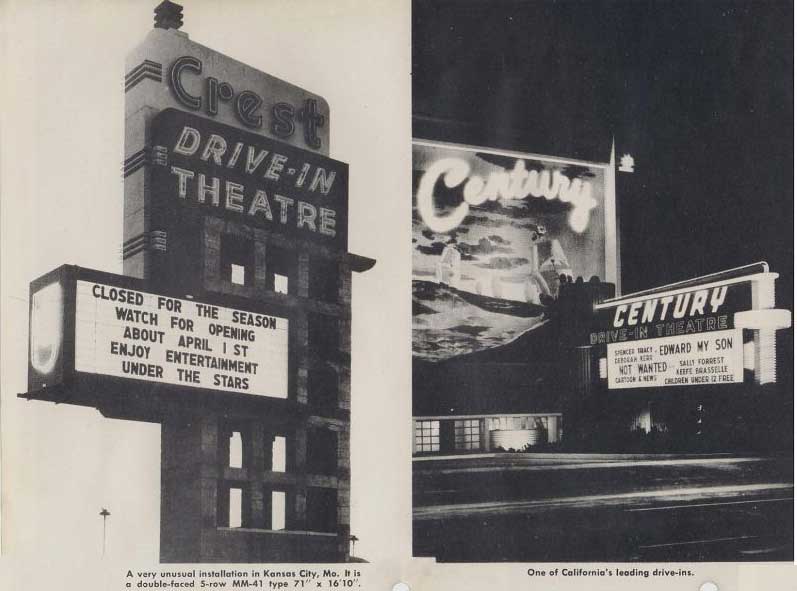 Crest
DRIVE-IN
THEATRE
CLOSED FOR THE SEASON
WATCH FOR OPENING
ABOUT APRIL 1 ST
ENJOY ENTERTAINMENT
UNDER THE STARS
A very unusual installation in Kansas City, Mo. It is
a double-faced 5-row MM-41 type 71" x 16'10".
Century
CENTURY
DRIVE-IN THEATRE
SPENCER TRACY - EDWARD MY SON
DEBORAH KERR
NOT WANTED - SALLY FORREST
KEEFE BRASSELLE
CARTOON & NEWS CHILDREN UNDER 12 FREE
One of California's leading drive-ins.